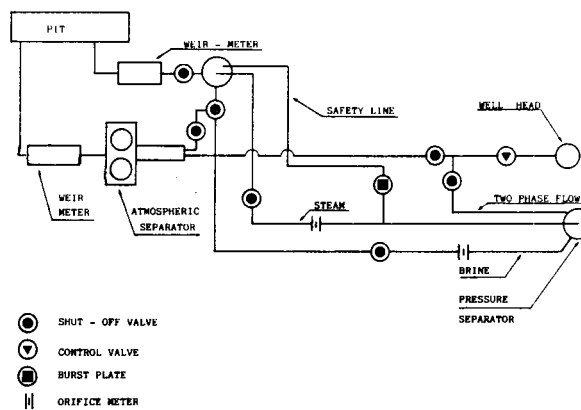 PIT
WEIR - METER
SAFETY LINE
WELL HEAD
WEIR
METER
ATMOSPHERIC
SEPARATOR
STEAM
TWO PHASE FLOW
BRINE
PRESSURE
SEPARATOR
SHUT - OFF VALVE
CONTROL VALVE
BURST PLATE
ORIFICE METER